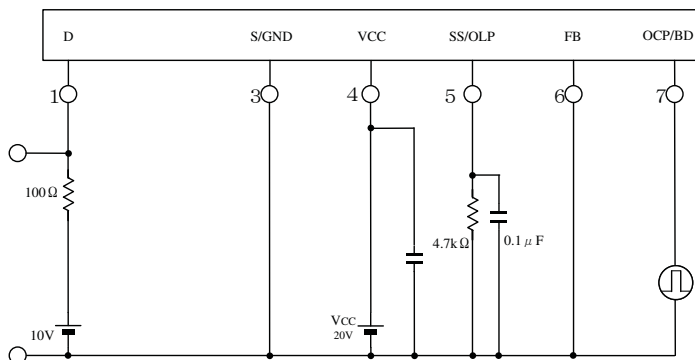 D S/GND VCC SS/OLP FB OCP/BD
1 3 4 5 6 7
100Ω
4.7kΩ 0.1μF
10V VCC
20V